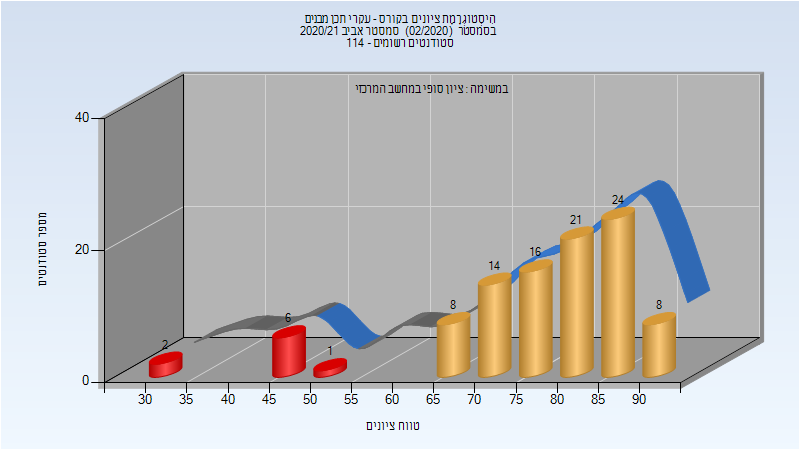 היסטוגרמת ציונים בקורס - עקרי תכן מבנים
בסמסטר (02/2020) סמסטר אביב 2020/21
סטודנטים רשומים - 114
במשימה : ציון סופי במחשב המרכזי
מספר סטודנטים
40
20
0
2
6
1
8
14
16
21
24
8
30 35 40 45 50 55 60 65 70 75 80 85 90
טווח ציונים